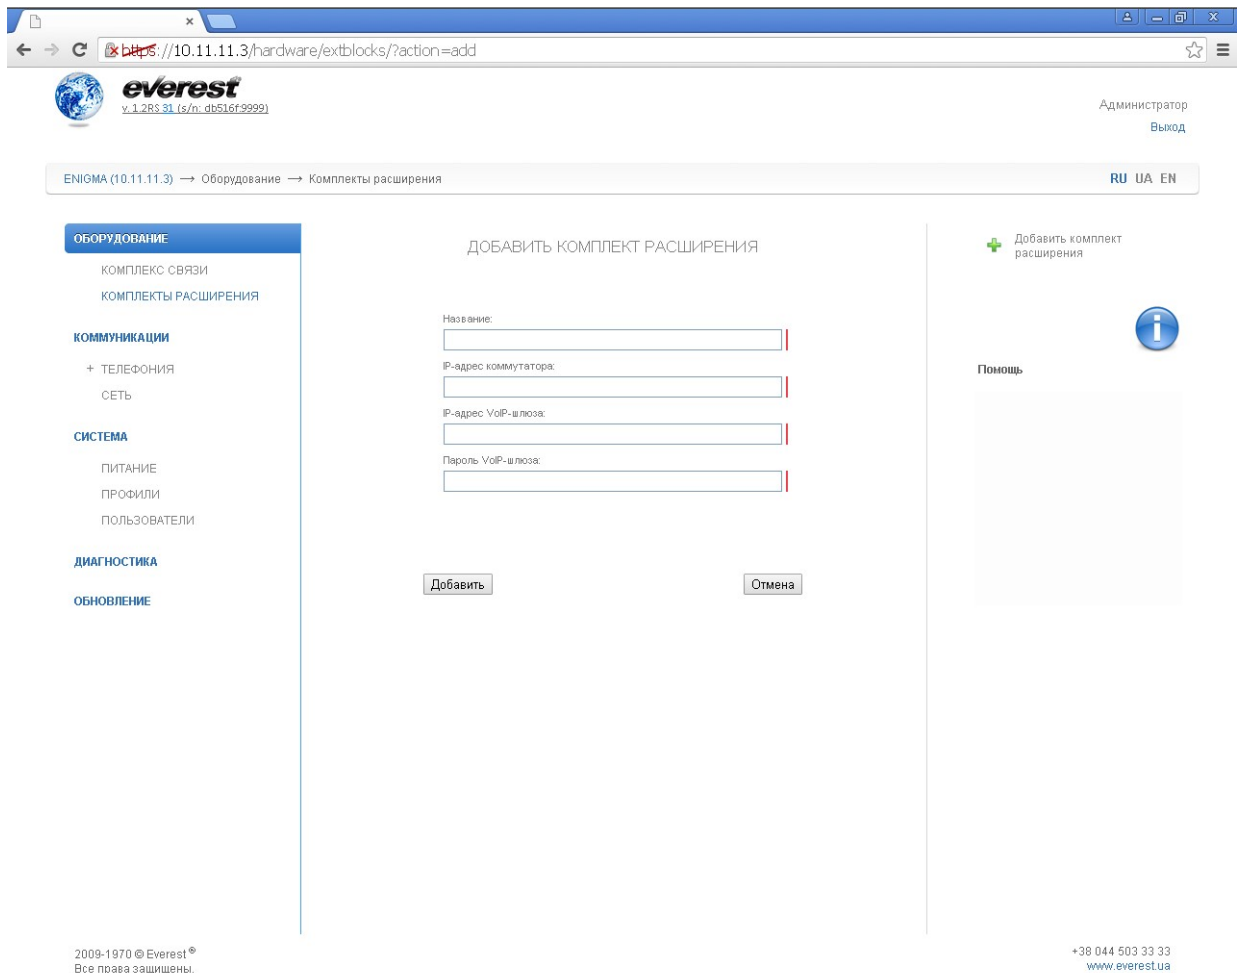 https://10.11.11.3/hardware/extblocks/?action=add
everest
v. 1.2RS 31 (s/n: db516f:9999)
Администратор
Выход
ENIGMA (10.11.11.3) → Оборудование → Комплекты расширения
RU UA EN
ОБОРУДОВАНИЕ
КОМПЛЕКС СВЯЗИ
КОМПЛЕКТЫ РАСШИРЕНИЯ
КОММУНИКАЦИИ
+ ТЕЛЕФОНИЯ
СЕТЬ
СИСТЕМА
ПИТАНИЕ
ПРОФИЛИ
ПОЛЬЗОВАТЕЛИ
ДИАГНОСТИКА
ОБНОВЛЕНИЕ
ДОБАВИТЬ КОМПЛЕКТ РАСШИРЕНИЯ
Название:
IP-адрес коммутатора:
IP-адрес VoIP-шлюза:
Пароль VoIP-шлюза:
Добавить
Отмена
Добавить комплект
расширения
i
Помощь
2009-1970 © Everest ®
Все права защищены.
+38 044 503 33 33
www.everest.ua